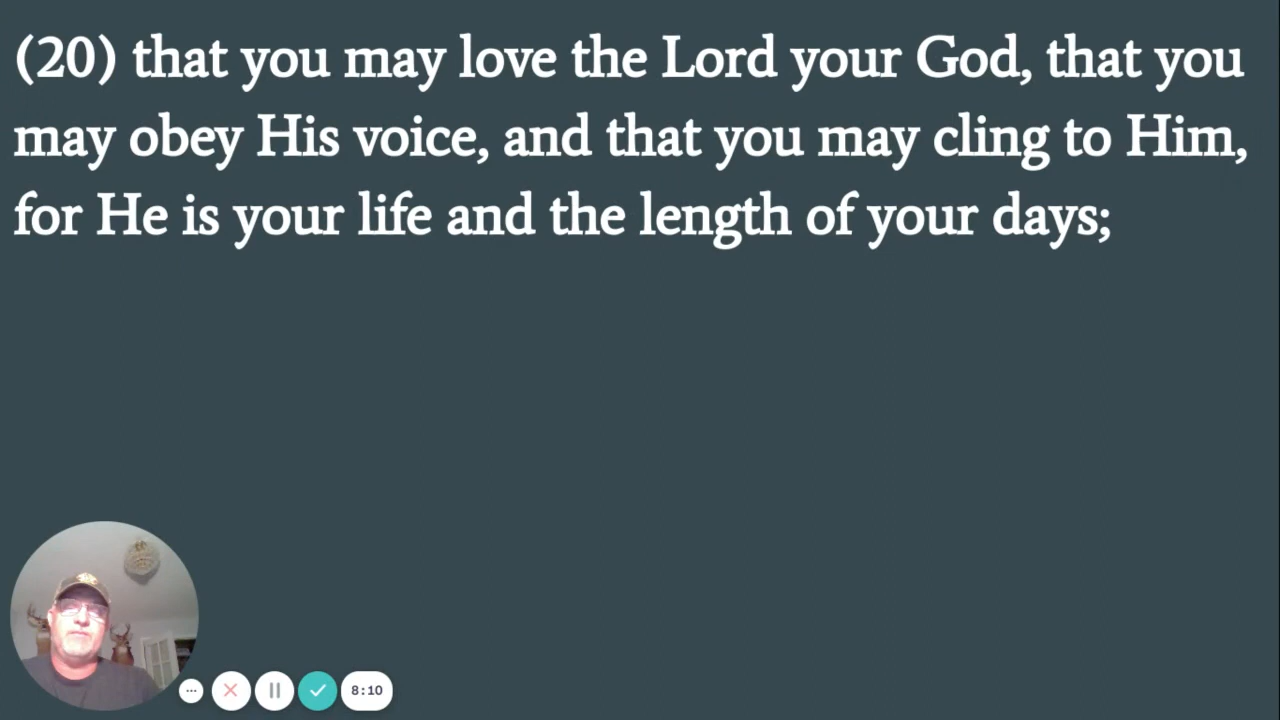 (20) that you may love the Lord your God, that you
may obey His voice, and that you may cling to Him,
for He is your life and the length of your days;
8:10